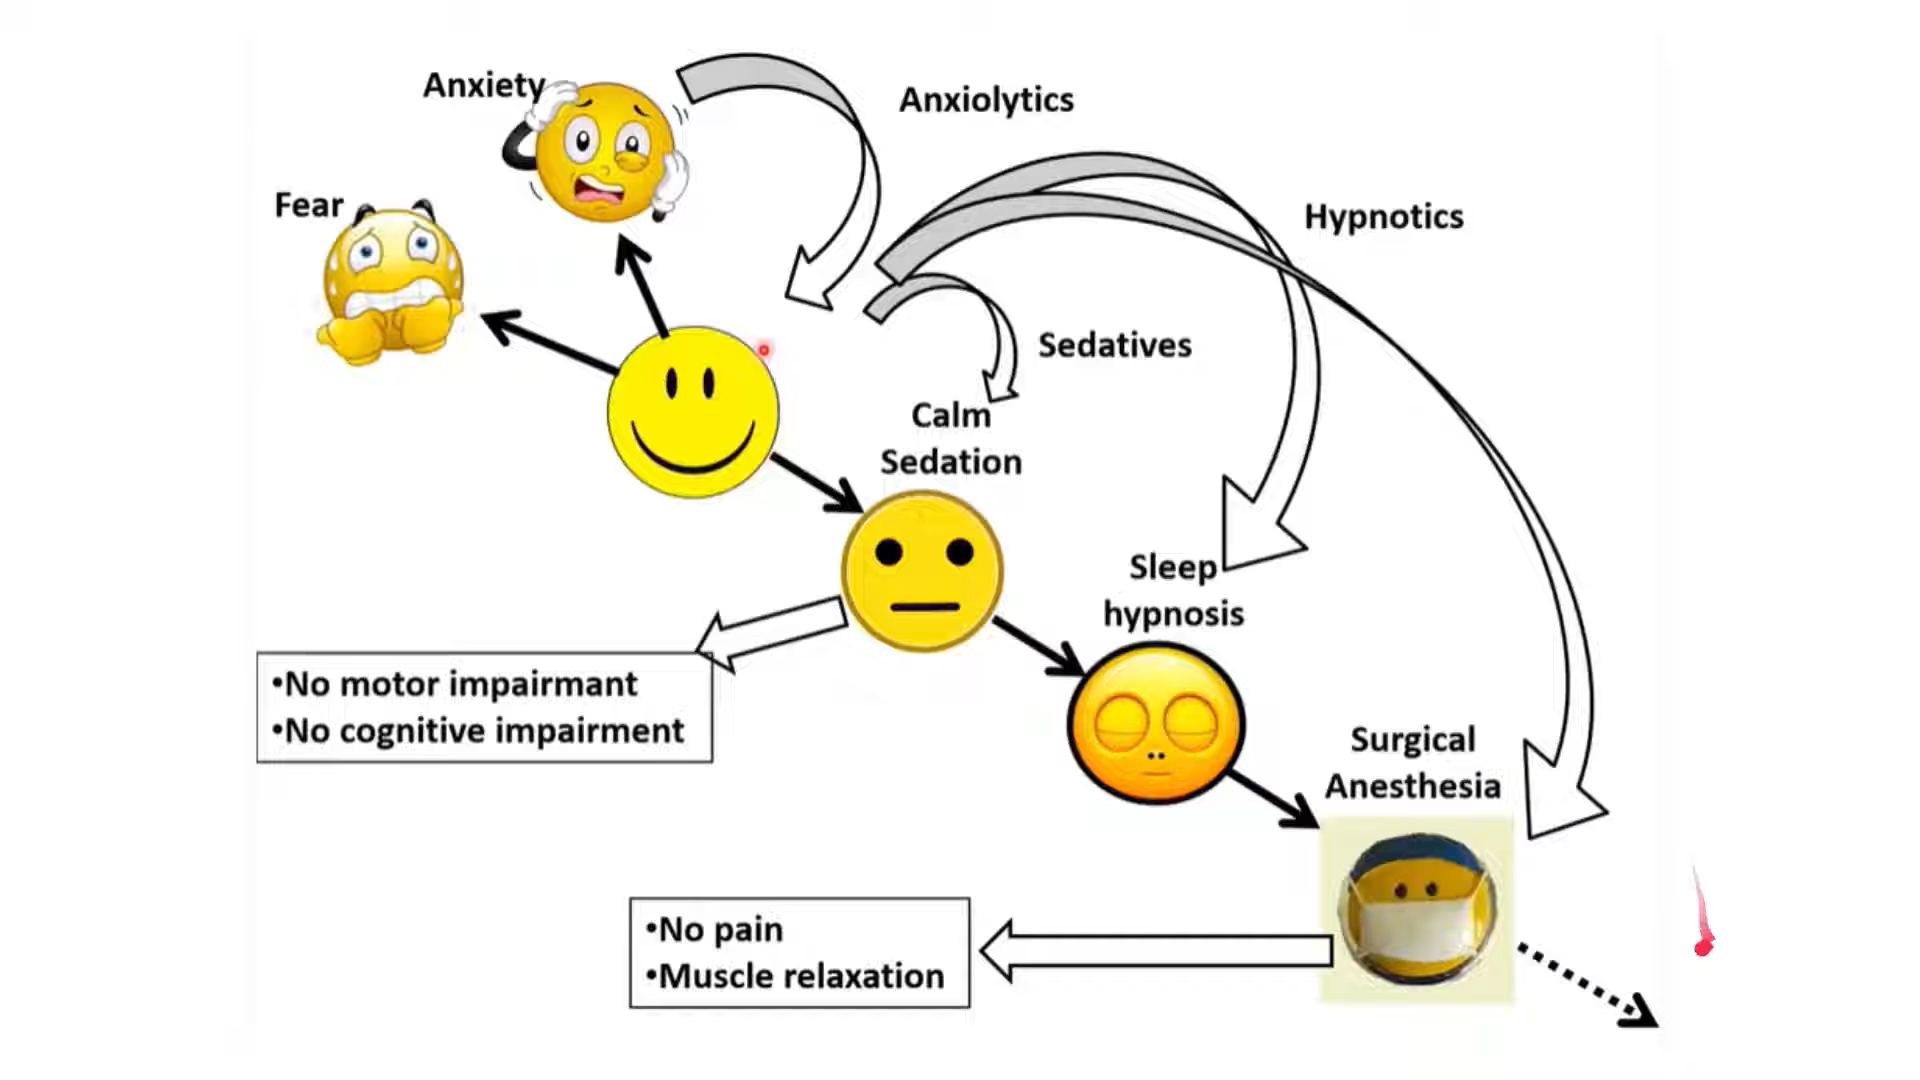 Anxiety
Anxiolytics
Fear
Hypnotics
Sedatives
Calm
Sedation
Sleep
hypnosis
•No motor impairmant
•No cognitive impairment
Surgical
Anesthesia
•No pain
•Muscle relaxation